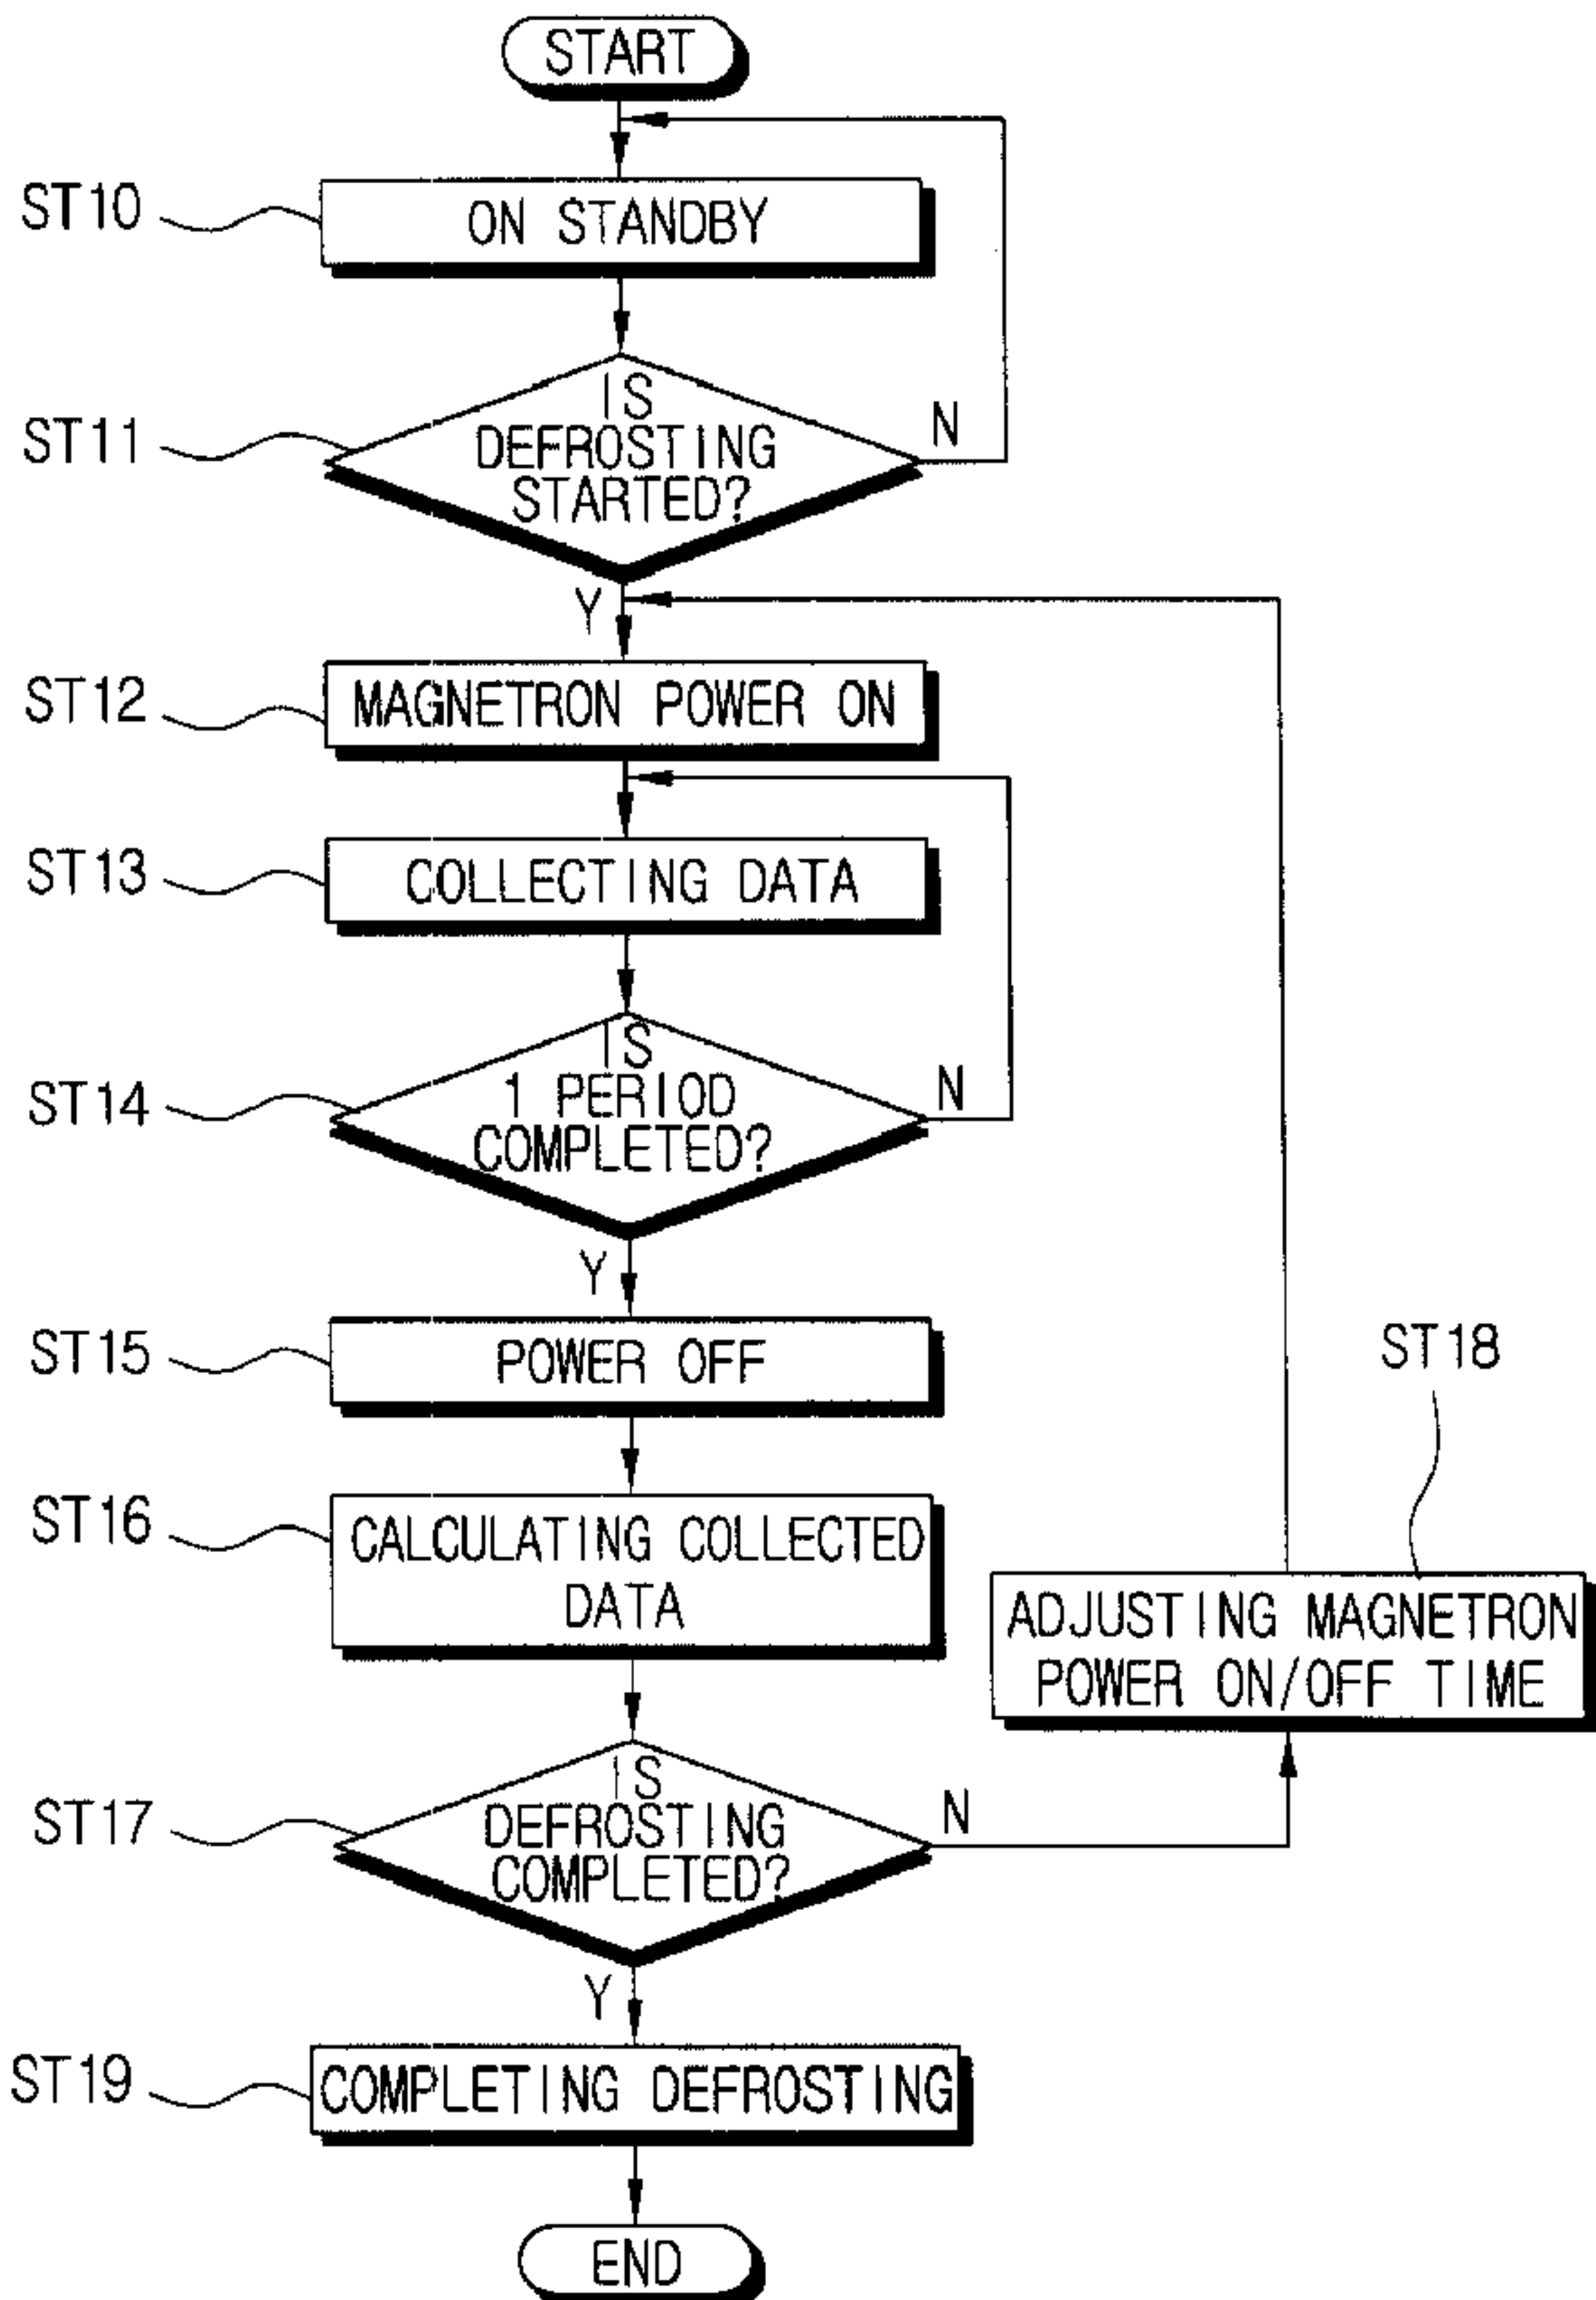 START
ST10
ON STANDBY
ST11
IS
DEFROSTING
STARTED?
N
Y
ST12
MAGNETRON POWER ON
ST13
COLLECTING DATA
ST14
IS
1 PERIOD
COMPLETED?
N
Y
ST15
POWER OFF
ST16
CALCULATING COLLECTED
DATA
ST17
IS
DEFROSTING
COMPLETED?
N
ST18
ADJUSTING MAGNETRON
POWER ON/OFF TIME
Y
ST19
COMPLETING DEFROSTING
END